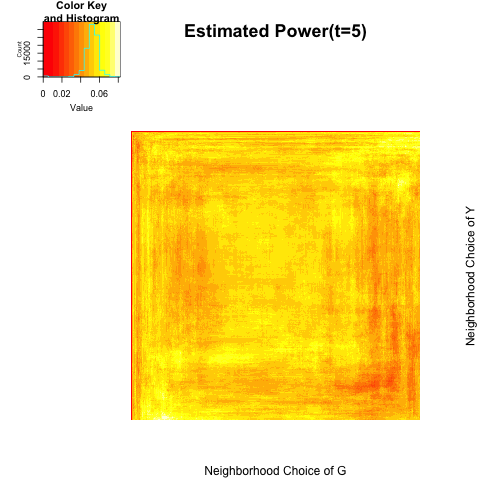 Color Key
and Histogram
Estimated Power(t=5)
Count
0 15000
0 0.02 0.06
Value
Neighborhood Choice of Y
Neighborhood Choice of G